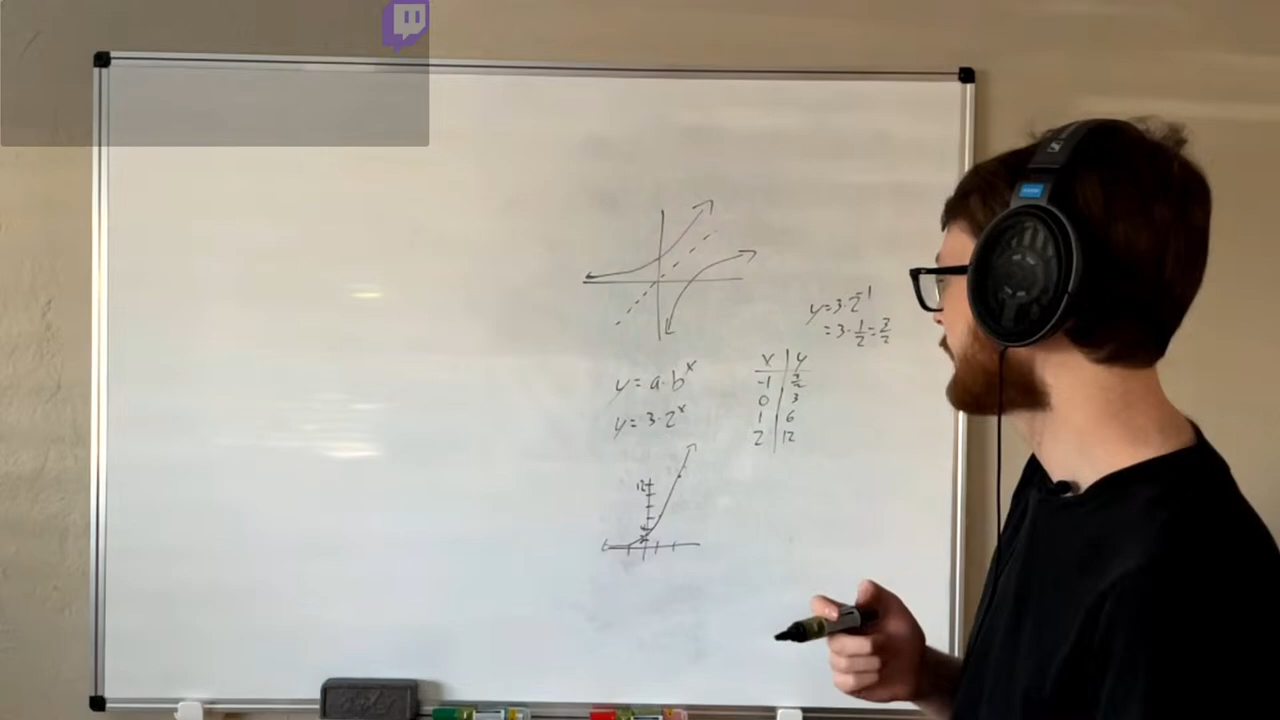 y=3·2^-1
=3·1/2=3/2
x | y
-1 | 3/2
0 | 3
1 | 6
2 | 12
y=a·b^x
y=3·2^x
12